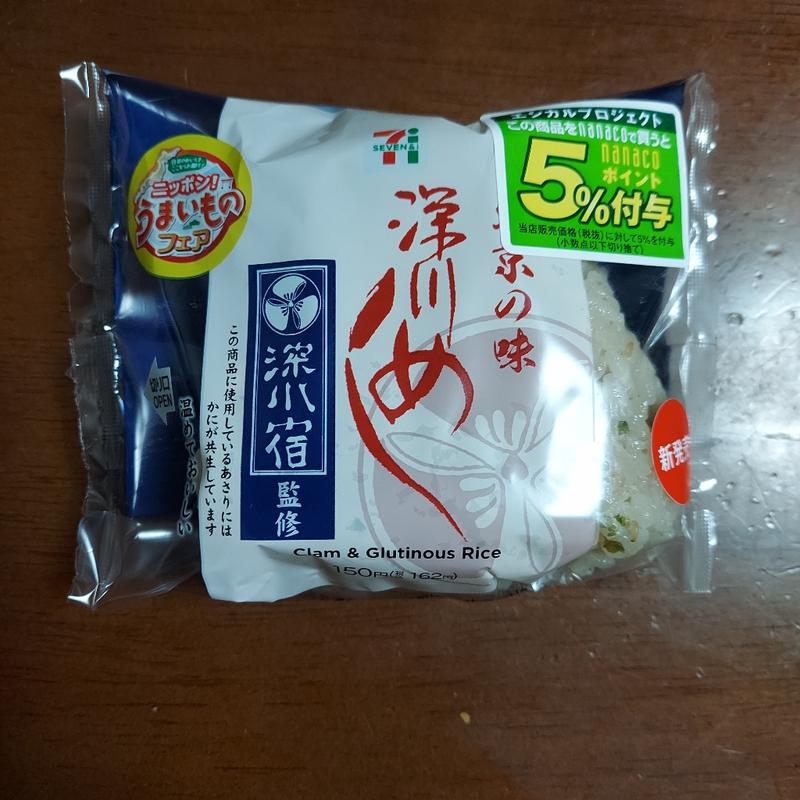 ニッポン!
うまいもの
フェア
SEVEN & i
エシカルプロジェクト
この商品をnanacoで買うと
5%付与
nanaco
ポイント
当店販売価格(税抜)に対して5%を付与
(小数点以下切り捨て)
京の味
深川めし
深川宿
監修
この商品に使用しているあさりには
かにが共生しています
温めておいしい
切り口
OPEN
新発売
Clam & Glutinous Rice
150円(税込162円)